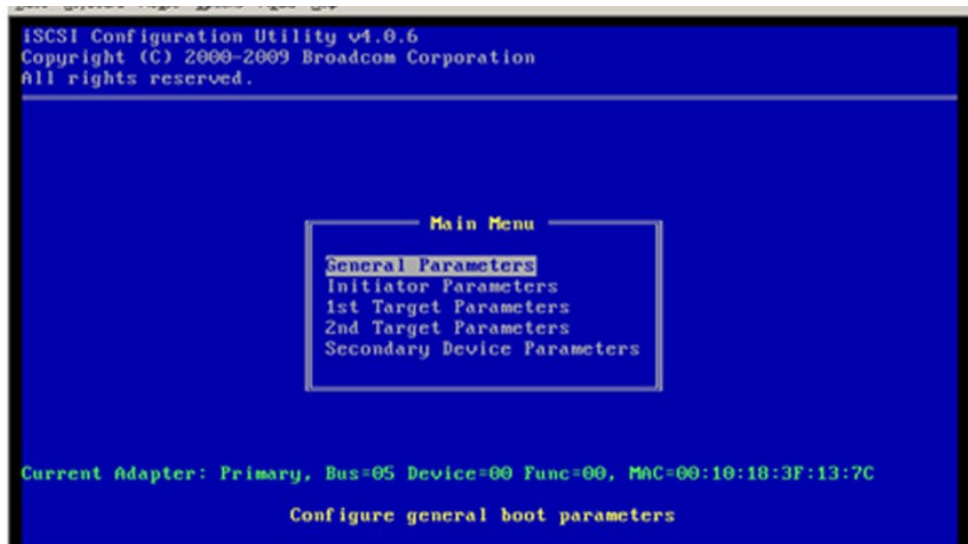 iSCSI Configuration Utility v4.0.6
Copyright (C) 2000-2009 Broadcom Corporation
All rights reserved.
Main Menu
General Parameters
Initiator Parameters
1st Target Parameters
2nd Target Parameters
Secondary Device Parameters
Current Adapter: Primary, Bus=05 Device=00 Func=00, MAC=00:10:18:3F:13:7C
Configure general boot parameters